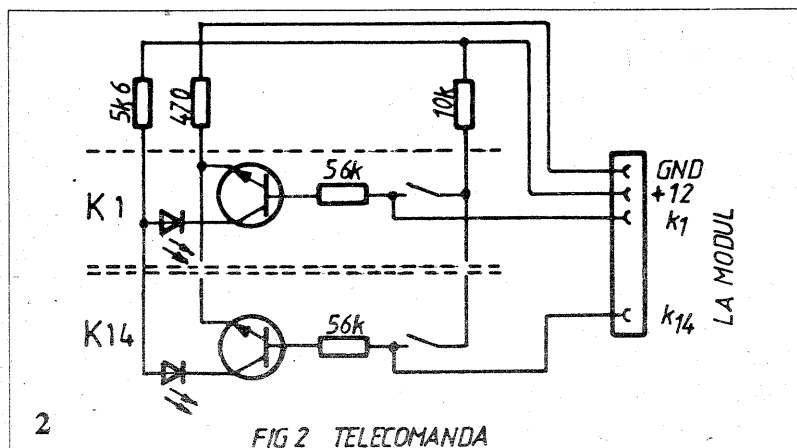 5k6
470
10k
56k
GND
+12
K1
k1
LA MODUL
56k
K14
k14
2
FIG 2 TELECOMANDA